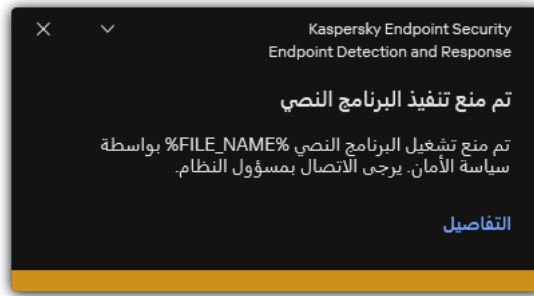 Kaspersky Endpoint Security
Endpoint Detection and Response
تم منع تنفيذ البرنامج النصي
تم منع تشغيل البرنامج النصي %FILE_NAME% بواسطة
سياسة الأمان. يرجى الاتصال بمسؤول النظام.
التفاصيل